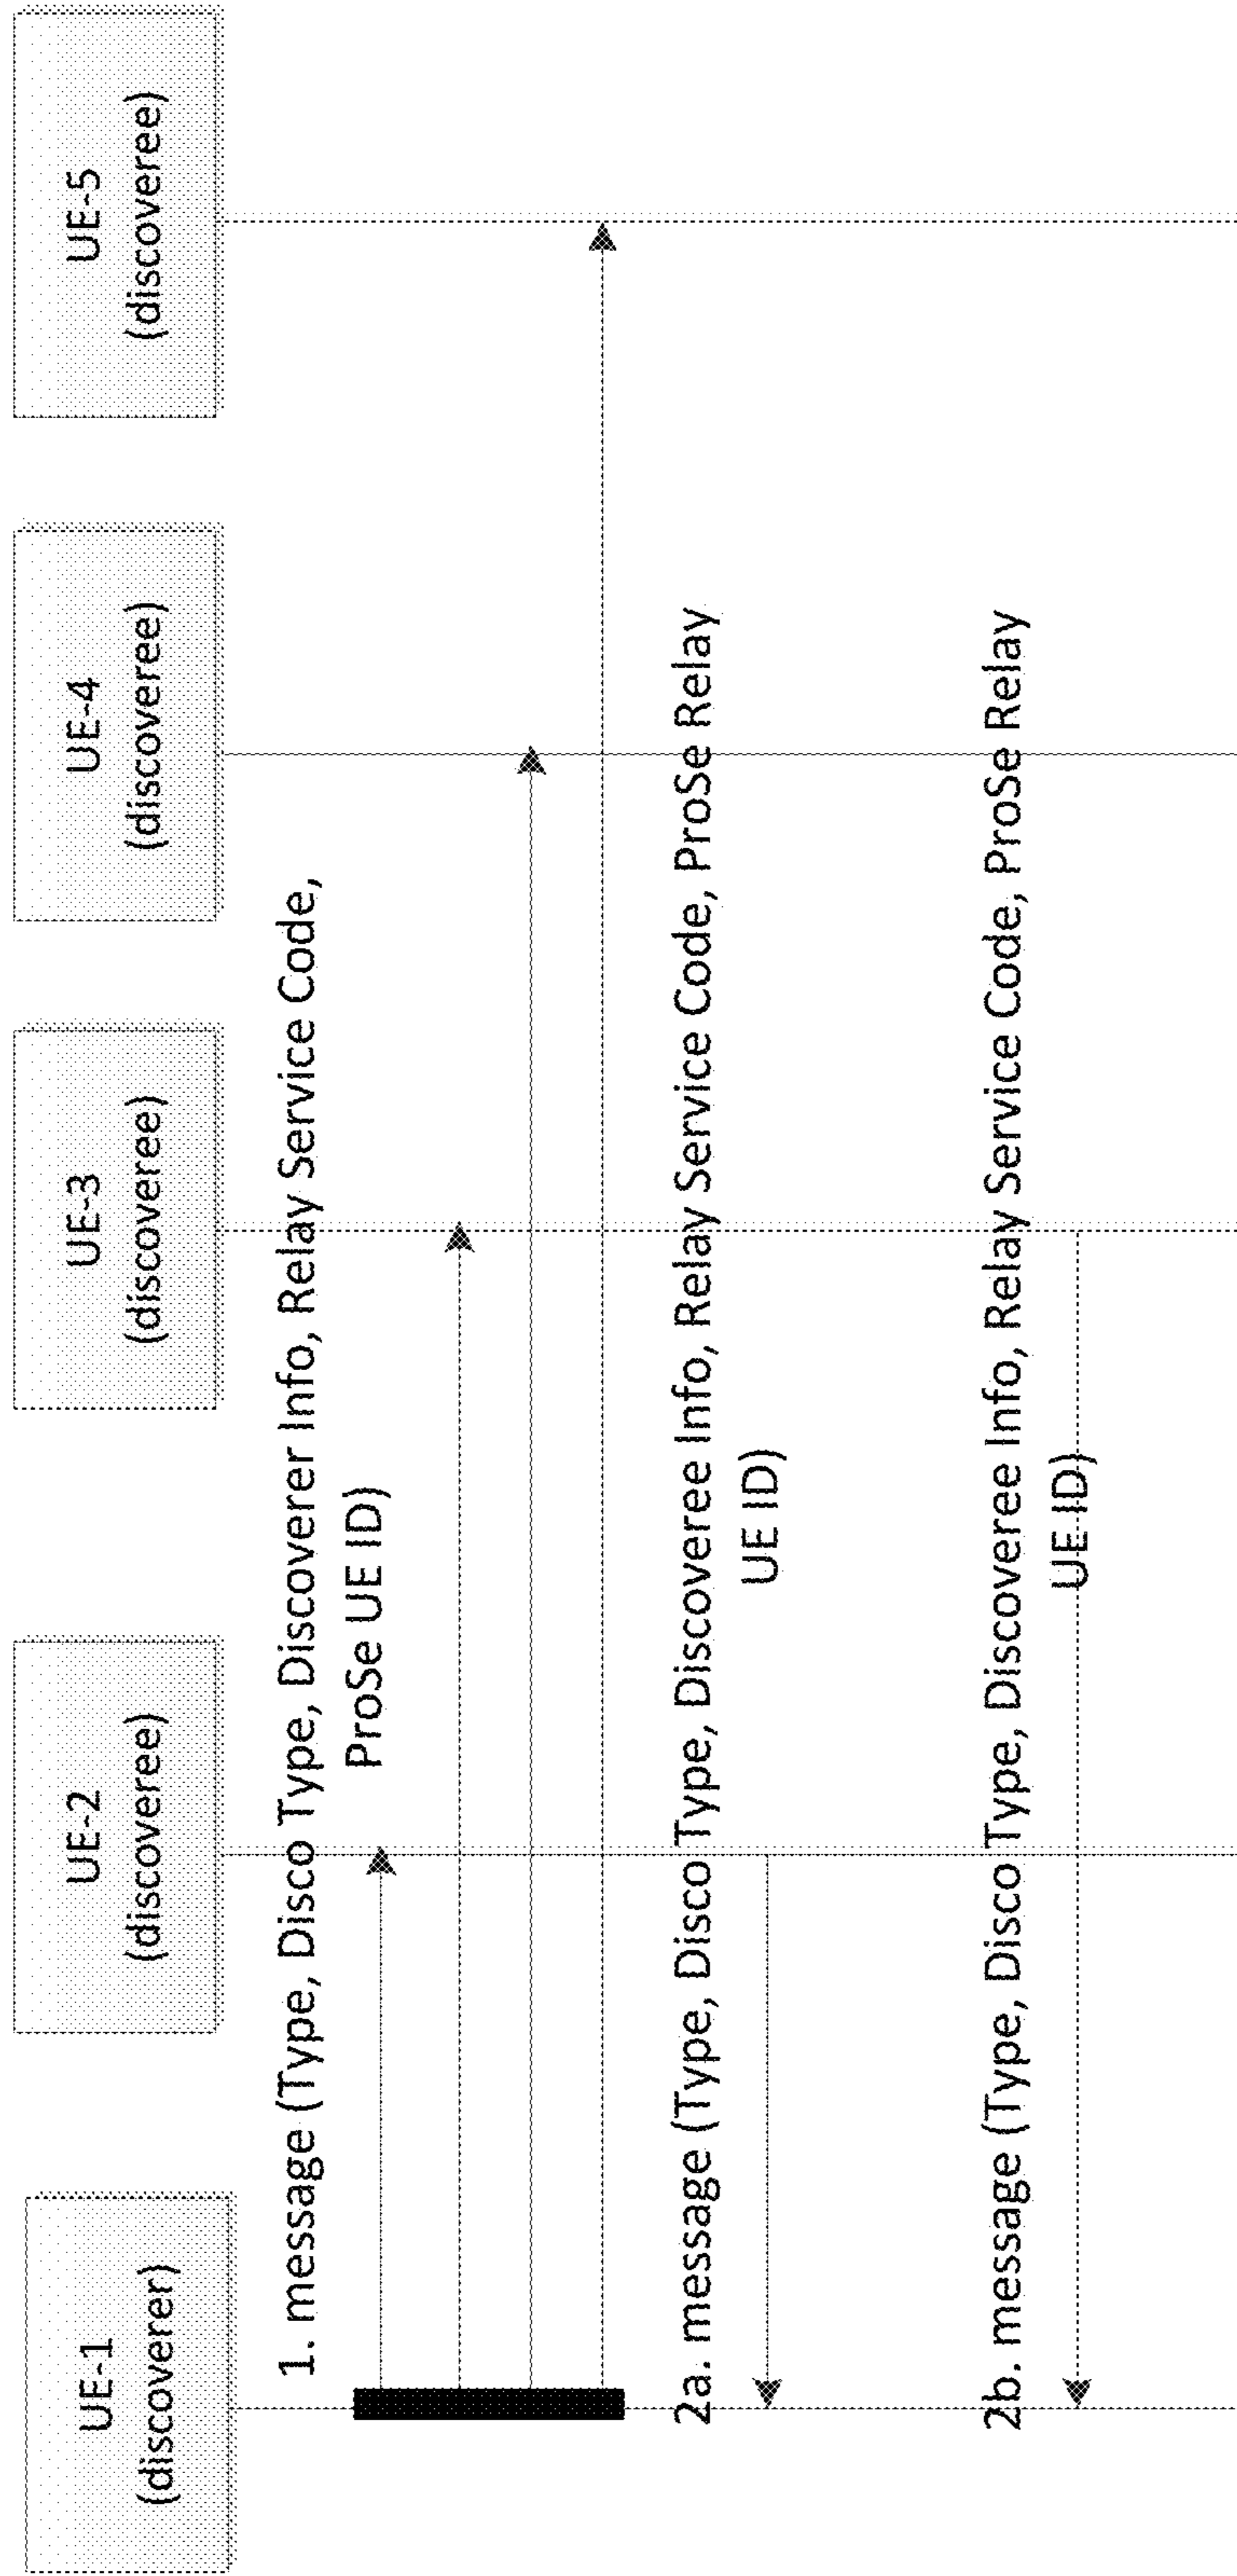 UE-1
(discoverer)
UE-2
(discoveree)
UE-3
(discoveree)
UE-4
(discoveree)
UE-5
(discoveree)
1. message (Type, Disco Type, Discoverer Info, Relay Service Code,
ProSe UE ID)
2a. message (Type, Disco Type, Discoveree Info, Relay Service Code, ProSe Relay
UE ID)
2b. message (Type, Disco Type, Discoveree Info, Relay Service Code, ProSe Relay
UE ID)